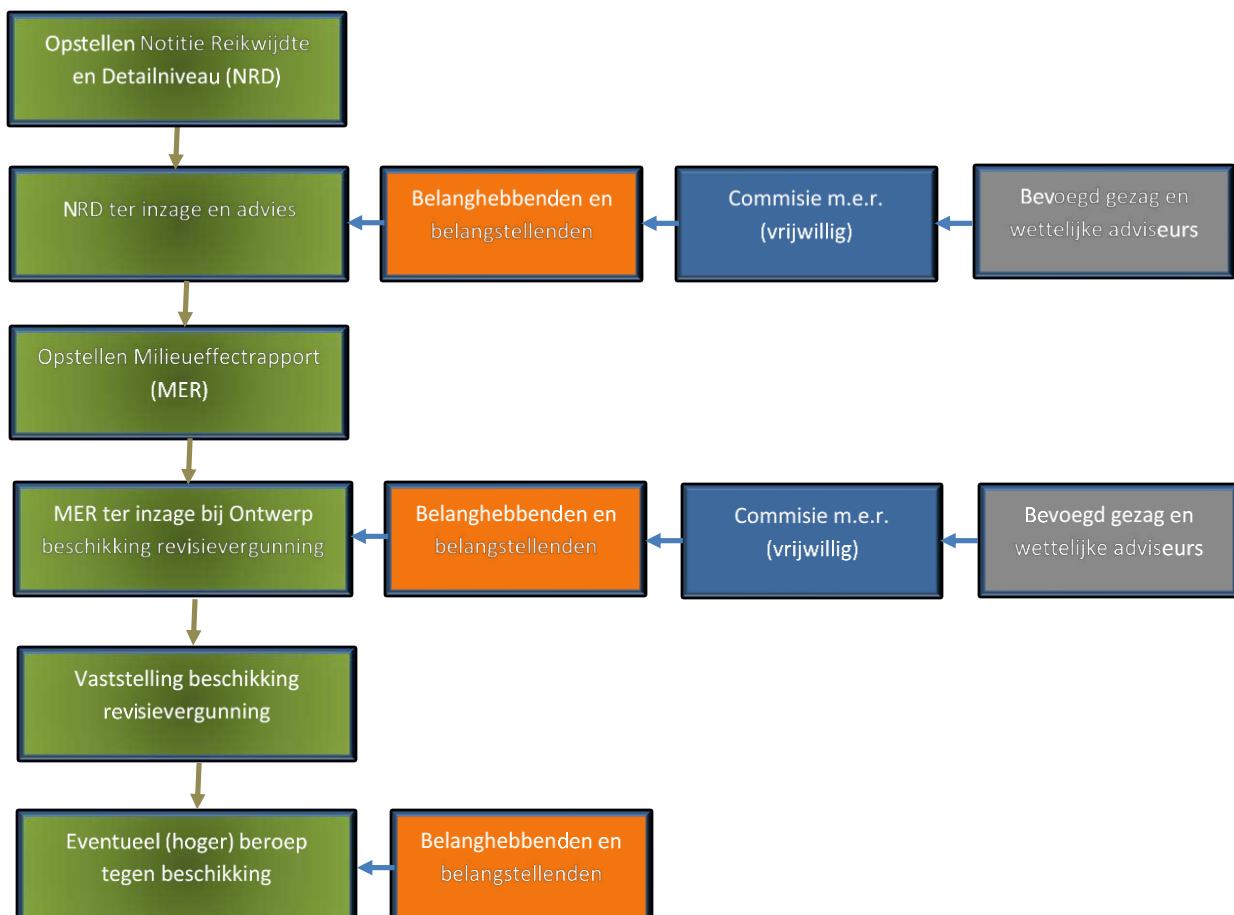 Opstellen Notitie Reikwijdte
en Detailniveau (NRD)
NRD ter inzage en advies
Belanghebbenden en
belangstellenden
Commisie m.e.r.
(vrijwillig)
Bevoegd gezag en
wettelijke adviseurs
Opstellen Milieueffectrapport
(MER)
MER ter inzage bij Ontwerp
beschikking revisievergunning
Belanghebbenden en
belangstellenden
Commisie m.e.r.
(vrijwillig)
Bevoegd gezag en
wettelijke adviseurs
Vaststelling beschikking
revisievergunning
Eventueel (hoger) beroep
tegen beschikking
Belanghebbenden en
belangstellenden